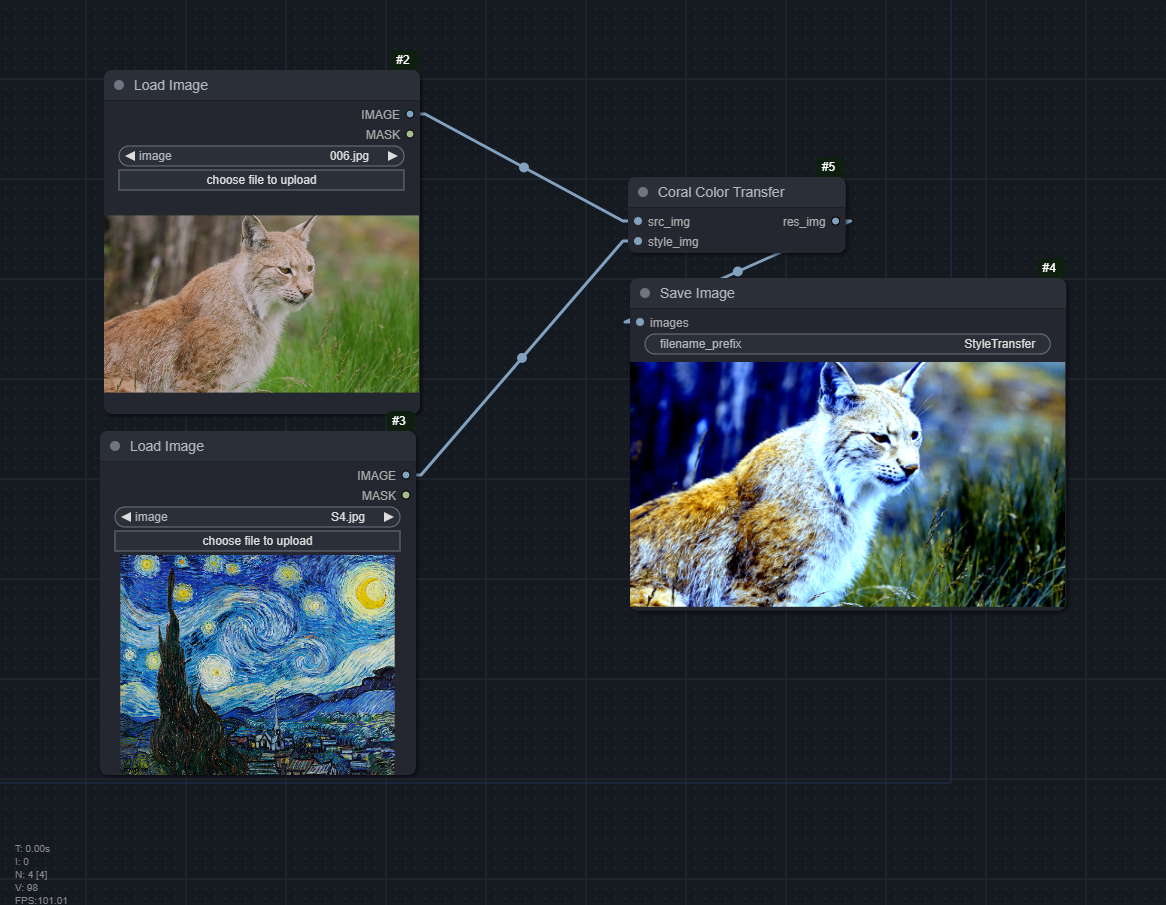 #2
Load Image
IMAGE
MASK
image 006.jpg
choose file to upload
#3
Load Image
IMAGE
MASK
image S4.jpg
choose file to upload
#5
Coral Color Transfer
src_img res_img
style_img
#4
Save Image
images
filename_prefix StyleTransfer
T: 0.00s
I: 0
N: 4 [4]
V: 98
FPS:101.01